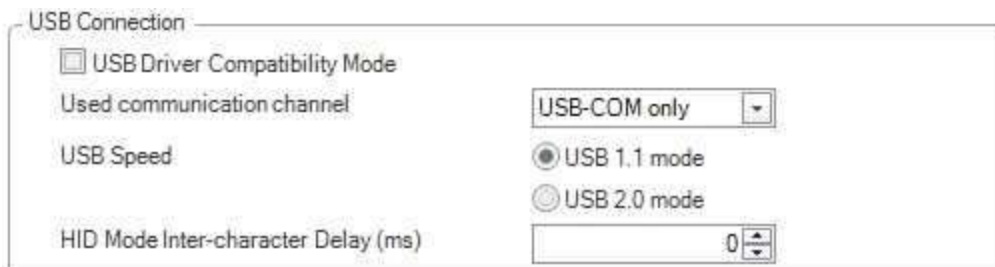 USB Connection
USB Driver Compatibility Mode
Used communication channel USB-COM only
USB Speed USB 1.1 mode
USB 2.0 mode
HID Mode Inter-character Delay (ms) 0